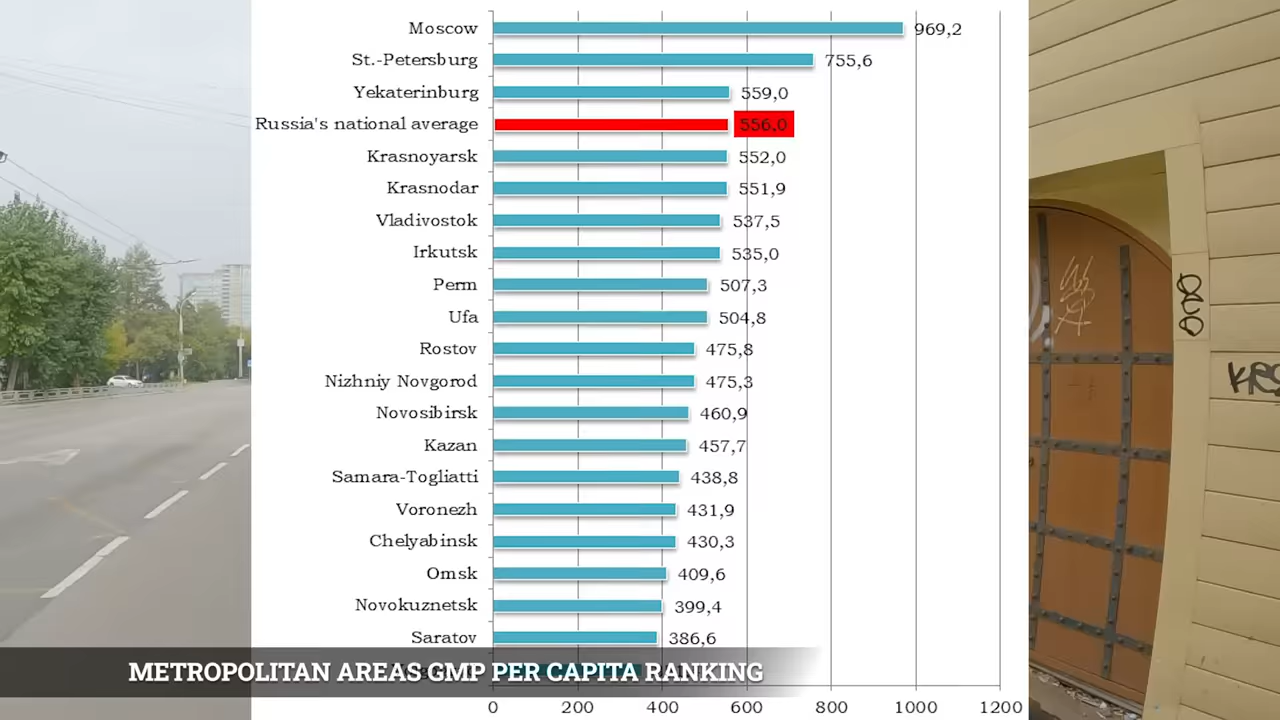 Moscow 969,2
St.-Petersburg 755,6
Yekaterinburg 559,0
Russia's national average 556,0
Krasnoyarsk 552,0
Krasnodar 551,9
Vladivostok 537,5
Irkutsk 535,0
Perm 507,3
Ufa 504,8
Rostov 475,8
Nizhniy Novgorod 475,3
Novosibirsk 460,9
Kazan 457,7
Samara-Togliatti 438,8
Voronezh 431,9
Chelyabinsk 430,3
Omsk 409,6
Novokuznetsk 399,4
Saratov 386,6
METROPOLITAN AREAS GMP PER CAPITA RANKING
0 200 400 600 800 1000 1200